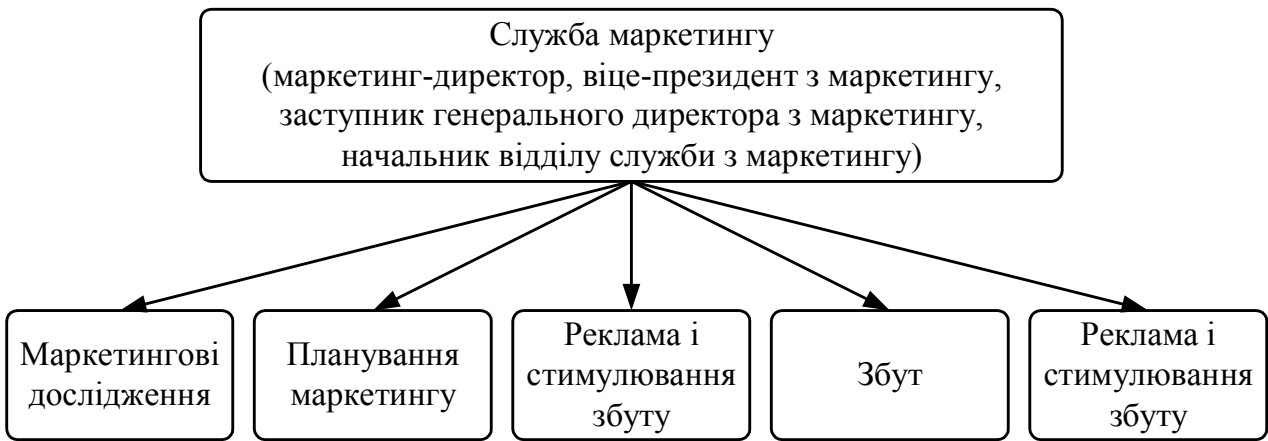 Служба маркетингу
(маркетинг-директор, віце-президент з маркетингу,
заступник генерального директора з маркетингу,
начальник відділу служби з маркетингу)
Маркетингові
дослідження
Планування
маркетингу
Реклама і
стимулювання
збуту
Збут
Реклама і
стимулювання
збуту